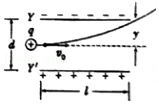 Y
q
d
v₀
y
Y'
+ + + + + +
l